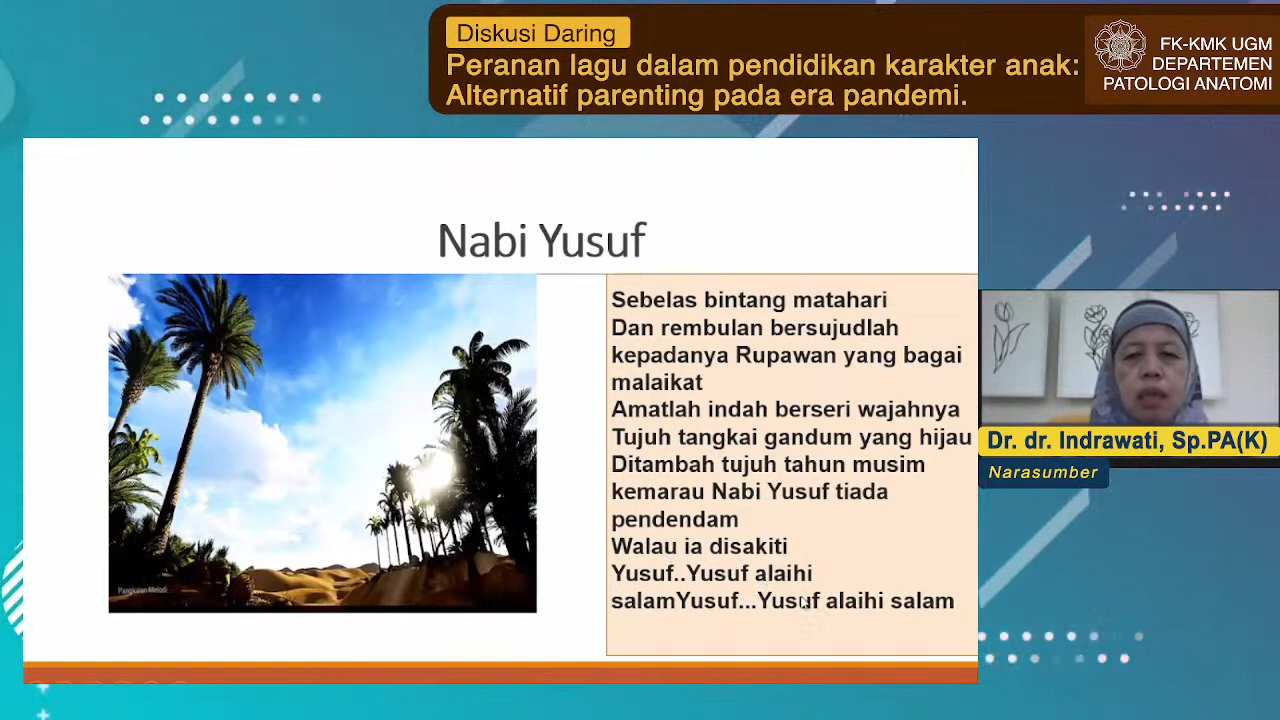 Diskusi Daring
Peranan lagu dalam pendidikan karakter anak:
Alternatif parenting pada era pandemi.
FK-KMK UGM
DEPARTEMEN
PATOLOGI ANATOMI
Nabi Yusuf
Sebelas bintang matahari
Dan rembulan bersujudlah
kepadanya Rupawan yang bagai
malaikat
Amatlah indah berseri wajahnya
Tujuh tangkai gandum yang hijau
Ditambah tujuh tahun musim
kemarau Nabi Yusuf tiada
pendendam
Walau ia disakiti
Yusuf..Yusuf alaihi
salamYusuf...Yusuf alaihi salam
Pangkalan Melodi
Dr. dr. Indrawati, Sp.PA(K)
Narasumber